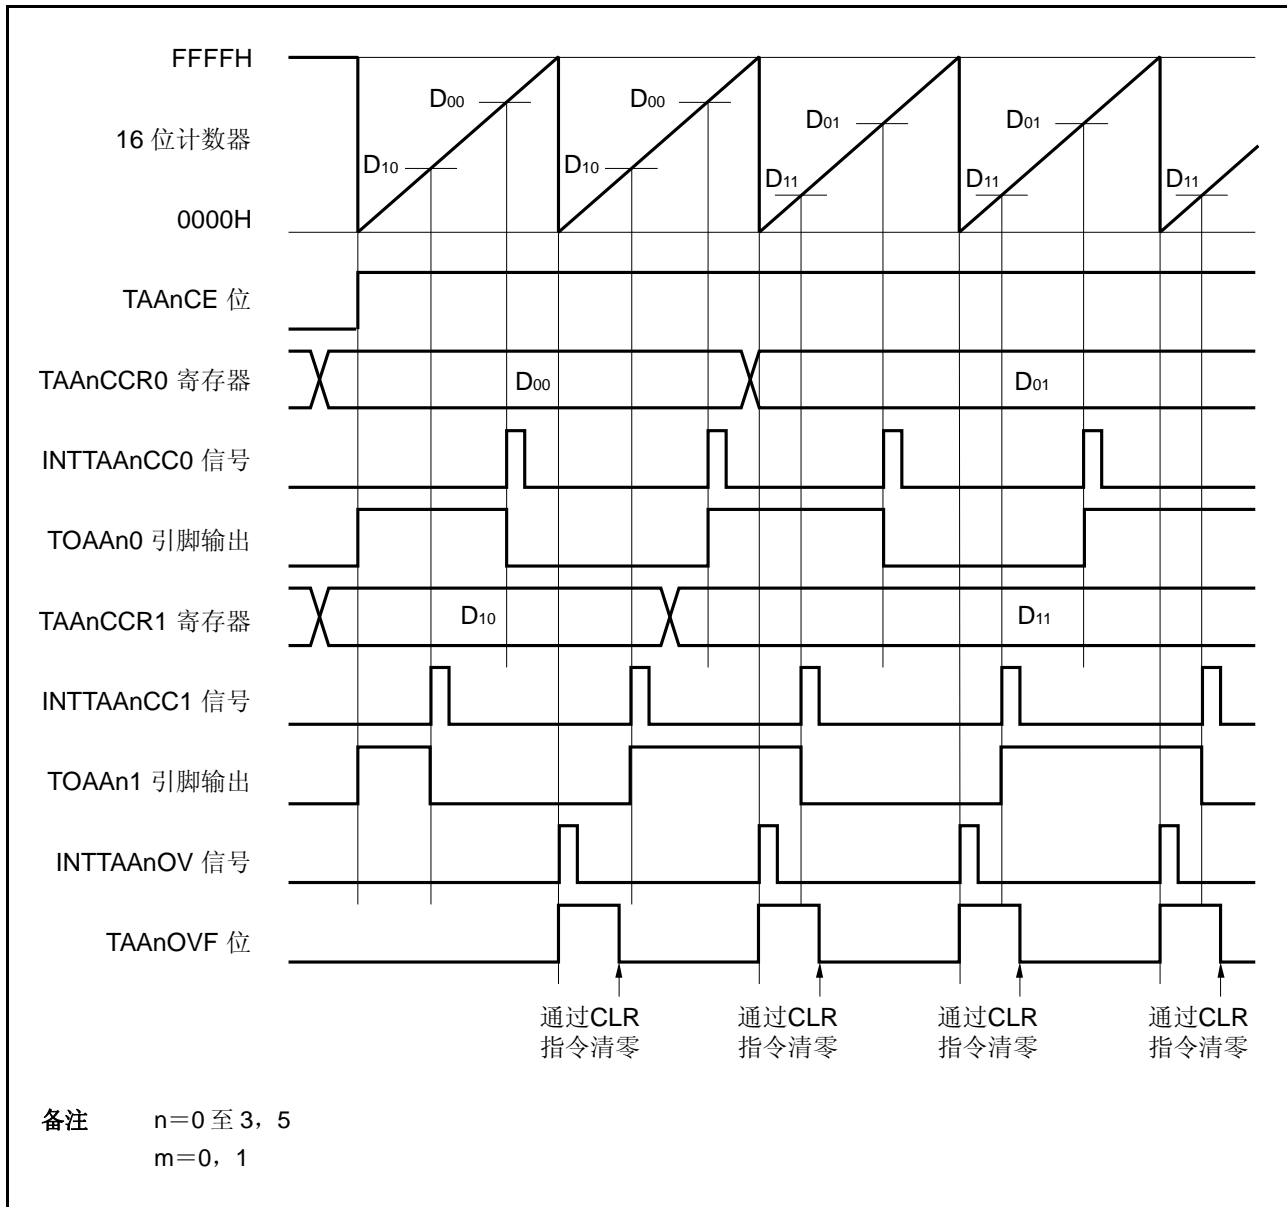 FFFFH
D00
D00
D01
D01
16 位计数器
D10
D10
D11
D11
D11
0000H
TAAnCE 位
TAAnCCR0 寄存器
D00
D01
INTTAAnCC0 信号
TOAAn0 引脚输出
TAAnCCR1 寄存器
D10
D11
INTTAAnCC1 信号
TOAAn1 引脚输出
INTTAAnOV 信号
TAAnOVF 位
通过CLR
指令清零
通过CLR
指令清零
通过CLR
指令清零
通过CLR
指令清零
备注 n＝0 至 3，5
m＝0，1